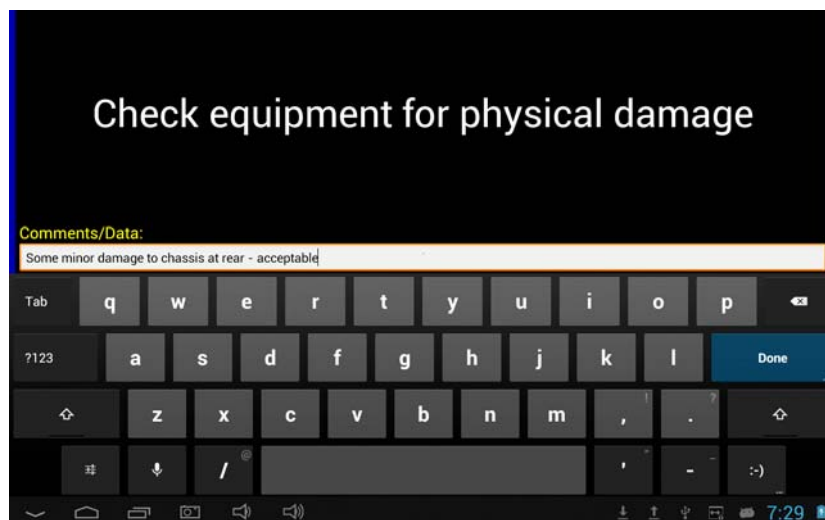 Check equipment for physical damage
Comments/Data:
Some minor damage to chassis at rear - acceptable
Tab q w e r t y u i o p
?123 a s d f g h j k l Done
z x c v b n m , ! . ?
/ @ ' " - _ :-) ...
7:29